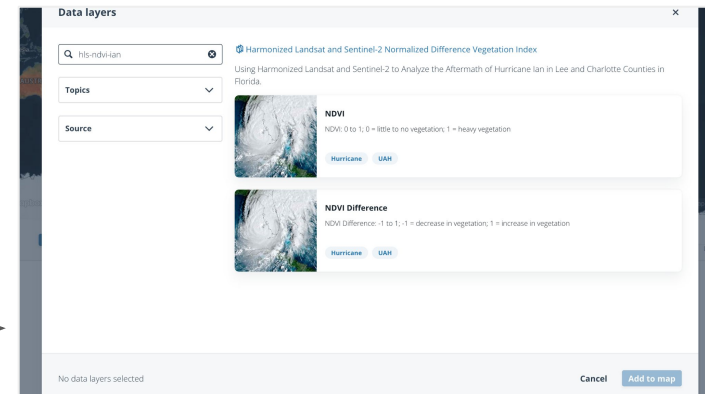 Data layers
hls-ndvi-ian
Topics
Source
Harmonized Landsat and Sentinel-2 Normalized Difference Vegetation Index
Using Harmonized Landsat and Sentinel-2 to Analyze the Aftermath of Hurricane Ian in Lee and Charlotte Counties in
Florida.
NDVI
NDVI: 0 to 1; 0 = little to no vegetation; 1 = heavy vegetation
Hurricane UAH
NDVI Difference
NDVI Difference: -1 to 1; -1 = decrease in vegetation; 1 = increase in vegetation
Hurricane UAH
No data layers selected
Cancel Add to map